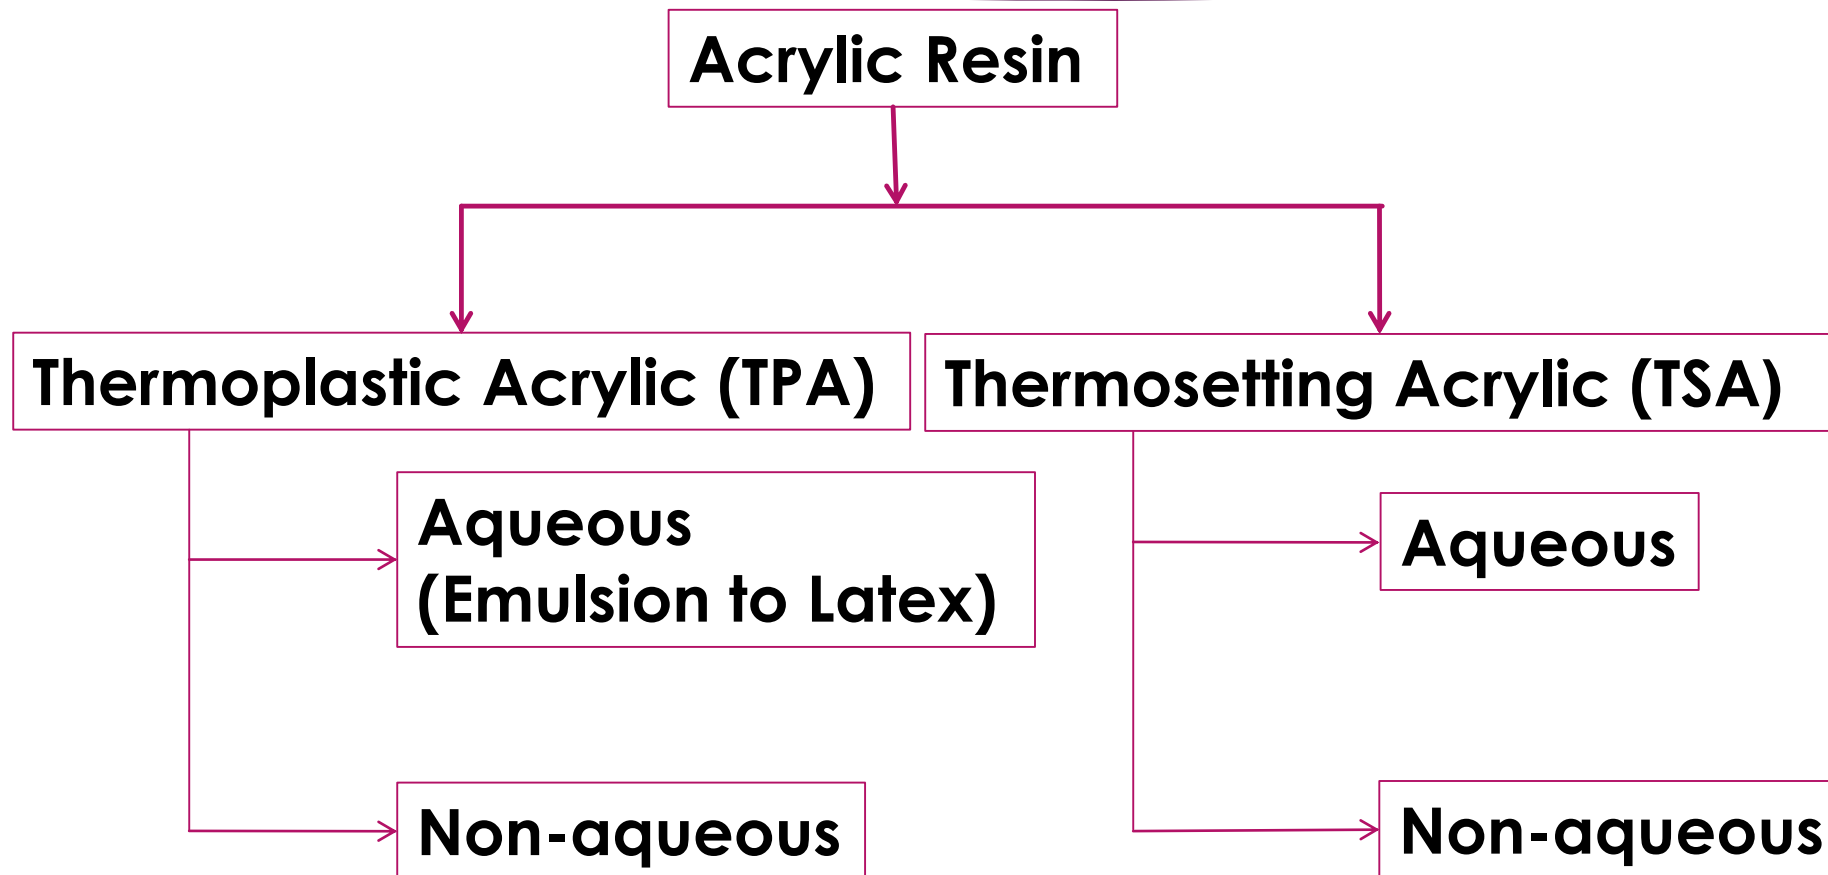 Acrylic Resin
Thermoplastic Acrylic (TPA)
Thermosetting Acrylic (TSA)
Aqueous
(Emulsion to Latex)
Aqueous
Non-aqueous
Non-aqueous